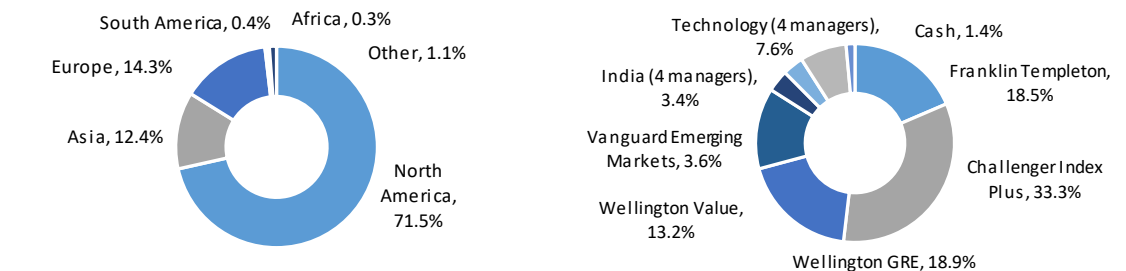 South America, 0.4%
Africa, 0.3%
Other, 1.1%
Europe, 14.3%
Asia, 12.4%
North
America,
71.5%
Technology (4 managers),
7.6%
Cash, 1.4%
Franklin Templeton,
18.5%
India (4 managers),
3.4%
Vanguard Emerging
Markets, 3.6%
Challenger Index
Plus, 33.3%
Wellington Value,
13.2%
Wellington GRE, 18.9%